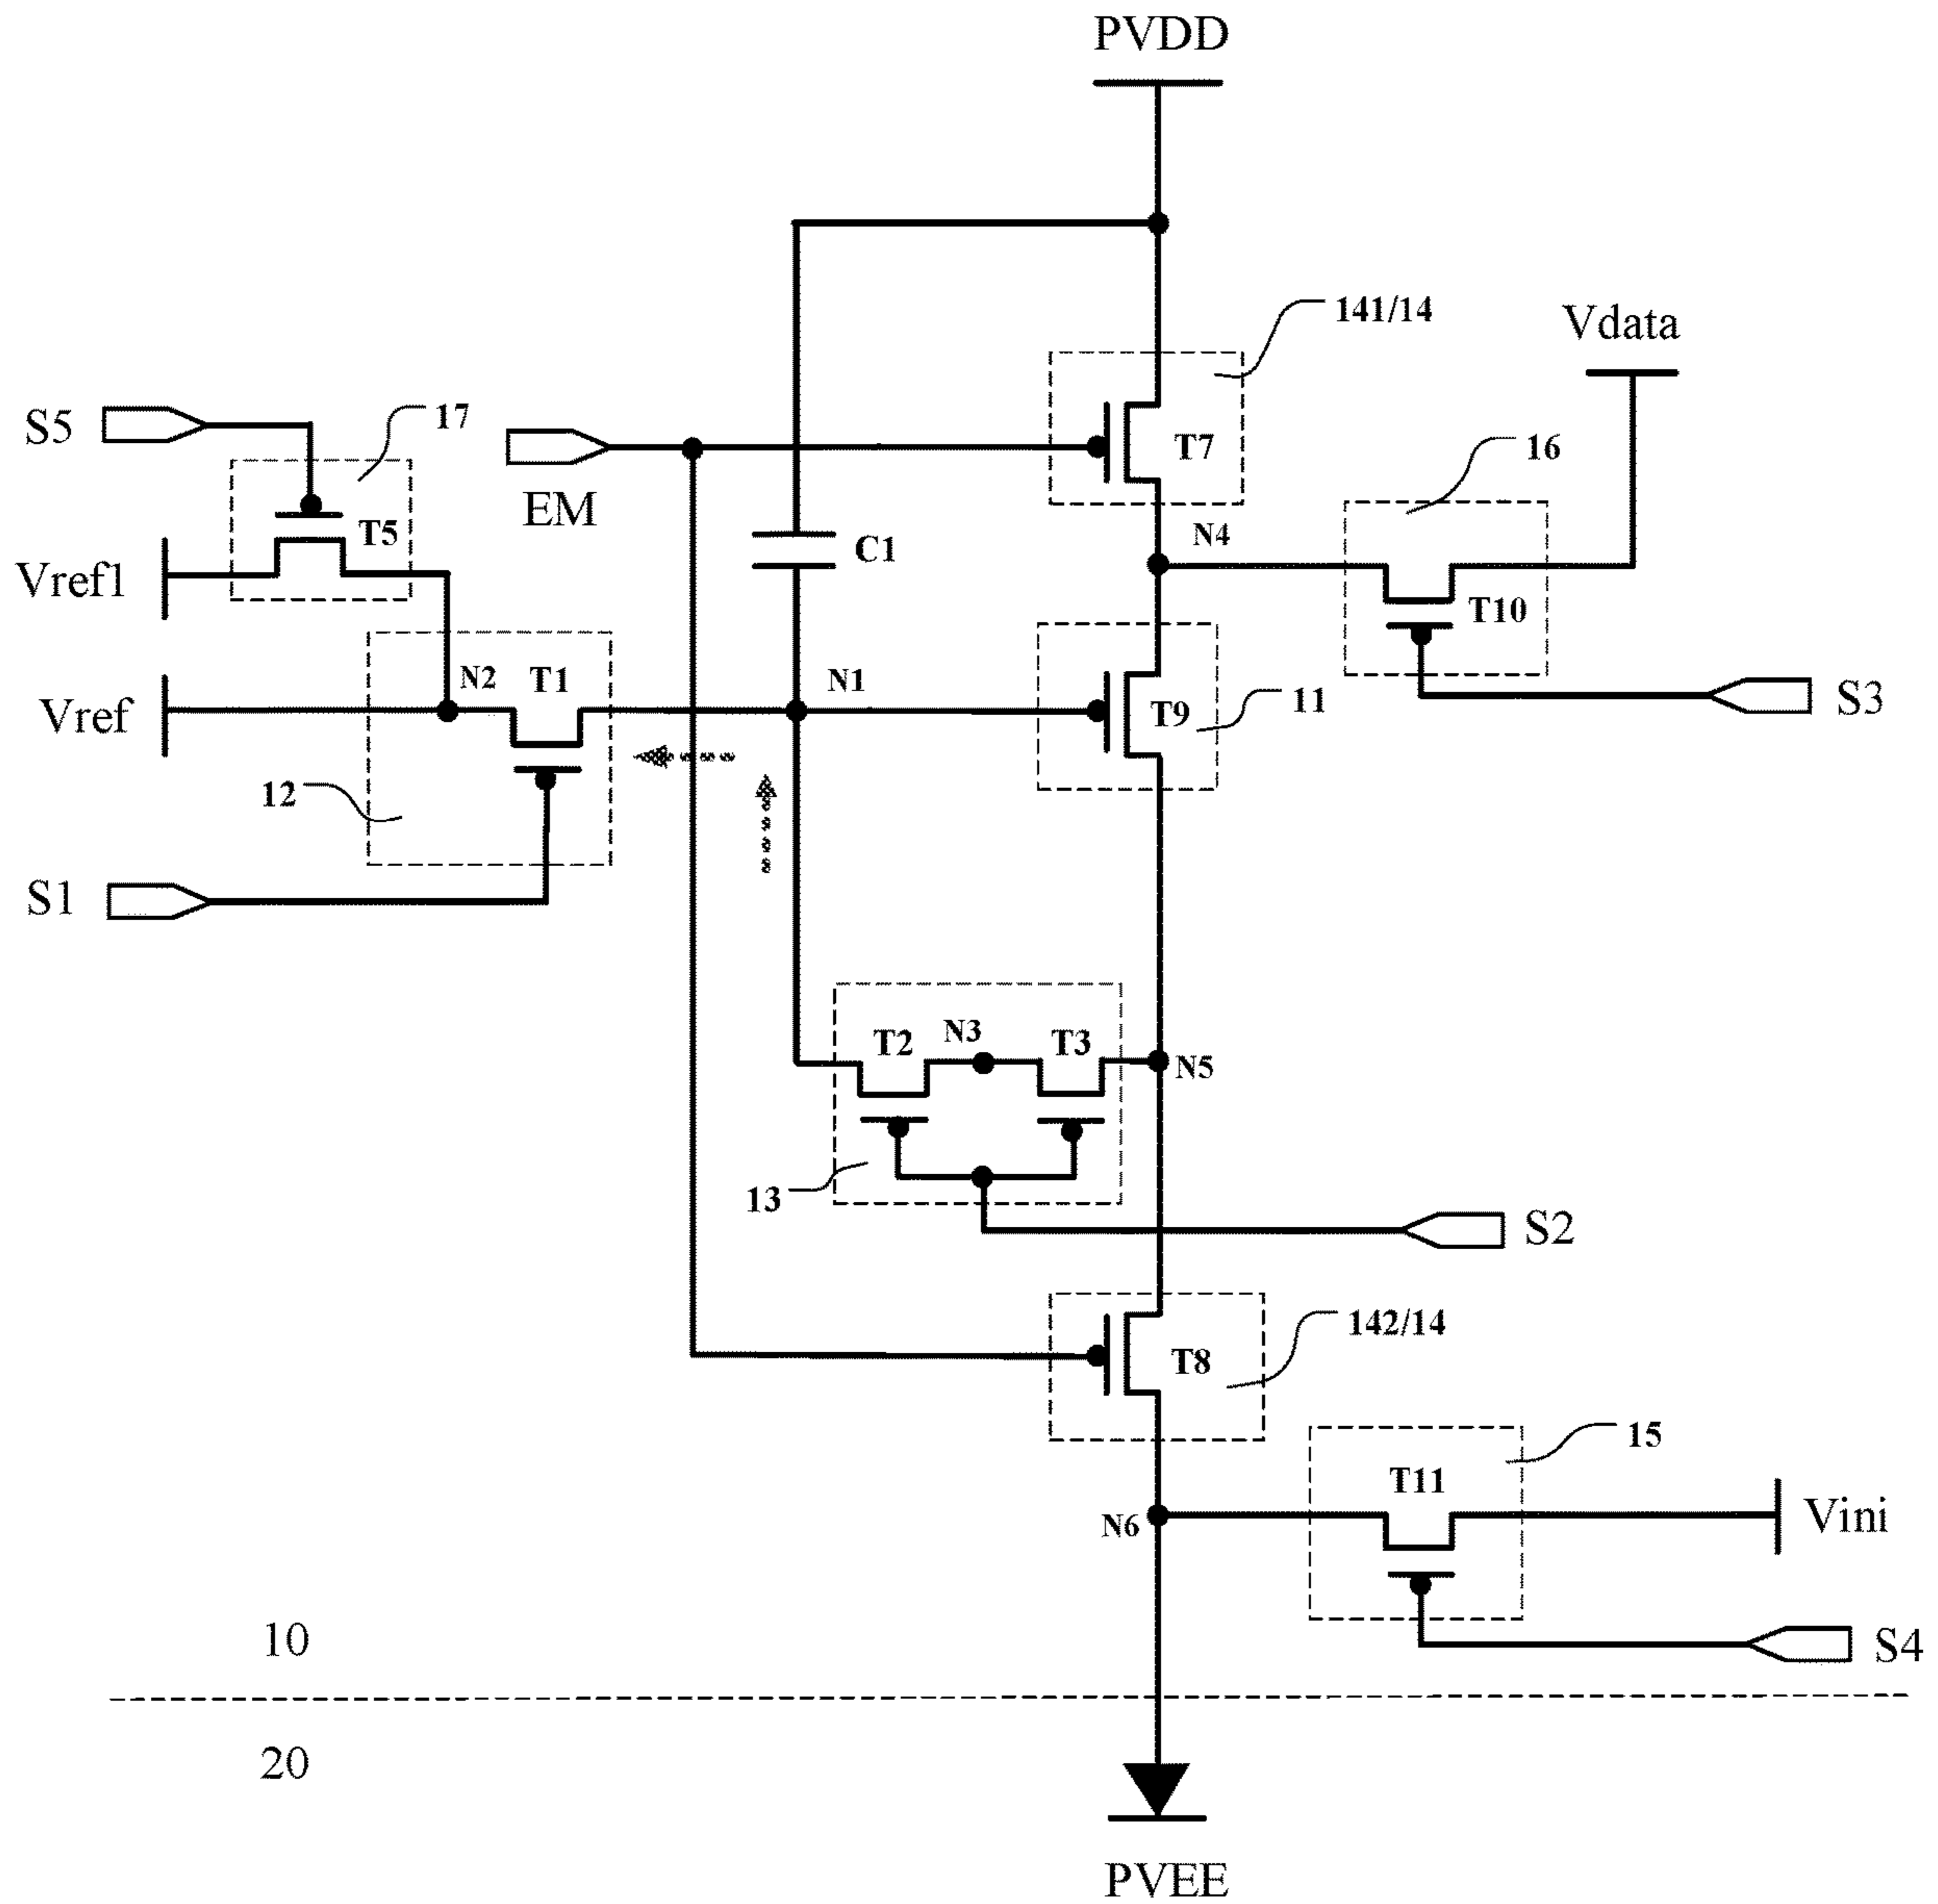 PVDD
141/14
Vdata
S5
17
T7
16
EM
T5
N4
C1
Vref1
T10
N2
T1
N1
S3
Vref
T9
11
12
S1
T2
N3
T3
N5
13
S2
142/14
T8
15
T11
N6
Vini
10
S4
20
PVEE